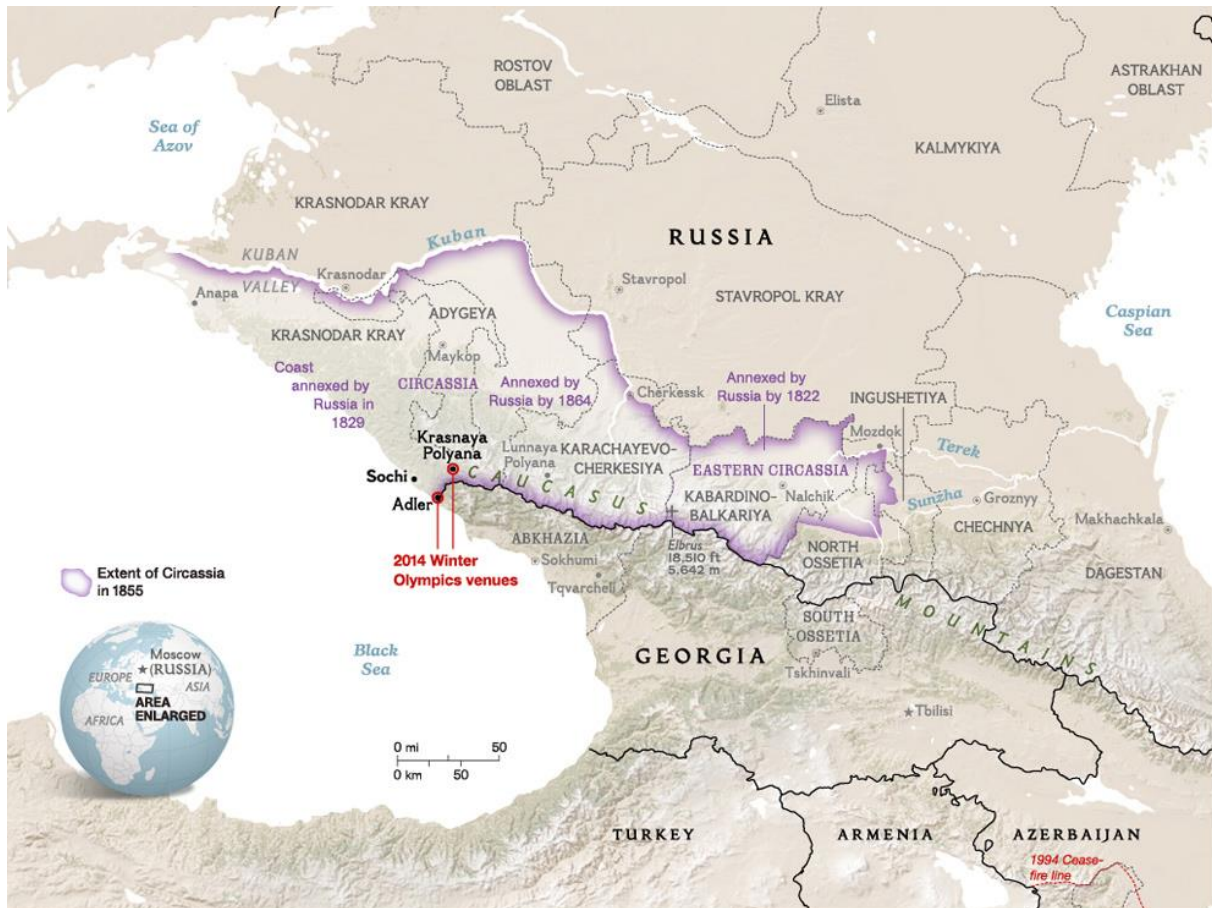 ROSTOV
OBLAST
ASTRAKHAN
OBLAST
Elista
Sea of
Azov
KALMYKIYA
KRASNODAR KRAY
Kuban
RUSSIA
KUBAN
VALLEY
Krasnodar
Stavropol
Anapa
STAVROPOL KRAY
ADYGEYA
Caspian
Sea
KRASNODAR KRAY
Maykop
Coast
annexed by
Russia in
1829
CIRCASSIA
Annexed by
Russia by 1864
Cherkessk
Annexed by
Russia by 1822
INGUSHETIYA
Mozdok
Krasnaya
Polyana
Lunnaya
Polyana
KARACHAYEVO-
CHERKESIYA
EASTERN CIRCASSIA
Terek
Sochi
CAUCASUS
KABARDINO-
BALKARIYA
Nalchik
Sunzha
Groznyy
Adler
CHECHNYA
Makhachkala
ABKHAZIA
Elbrus
18,510 ft
5,642 m
NORTH
OSSETIA
2014 Winter
Olympics venues
Sokhumi
Tqvarcheli
DAGESTAN
Extent of Circassia
in 1855
MOUNTAINS
SOUTH
OSSETIA
Black
Sea
GEORGIA
Tskhinvali
Moscow
(RUSSIA)
EUROPE
ASIA
AREA
ENLARGED
AFRICA
Tbilisi
0 mi 50
0 km 50
TURKEY
ARMENIA
AZERBAIJAN
1994 Cease-
fire line